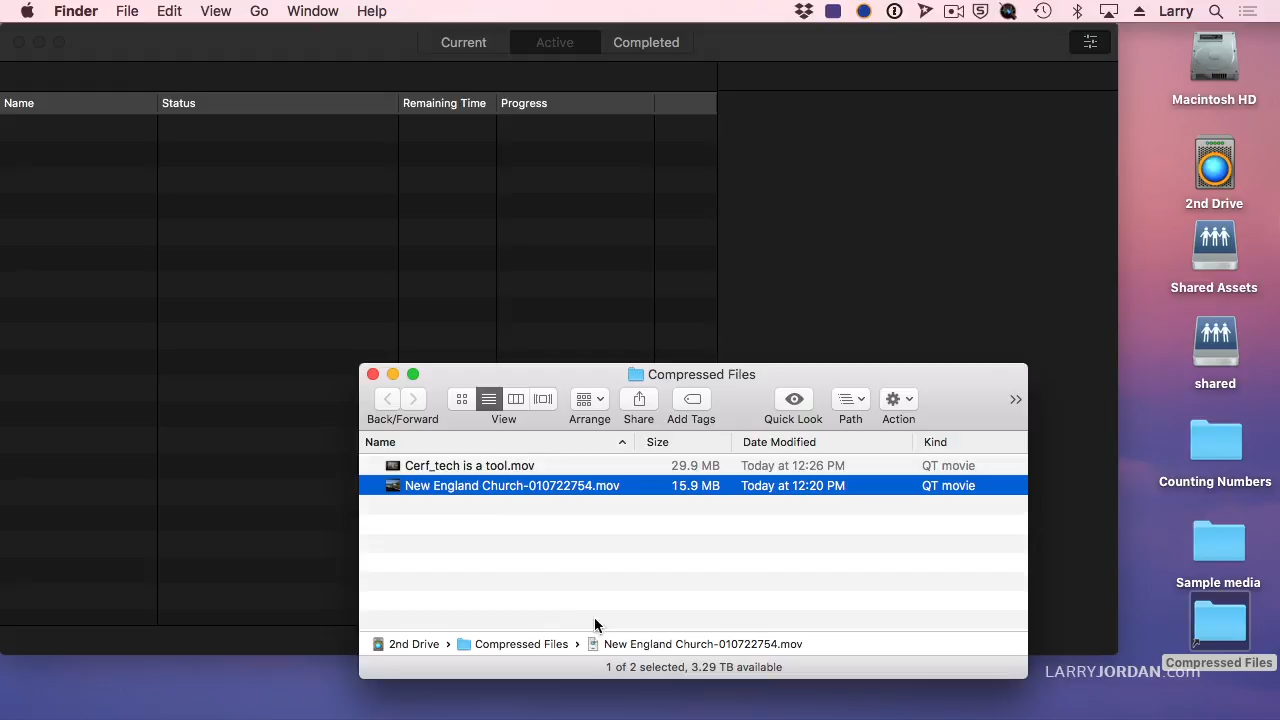 Finder File Edit View Go Window Help Larry
Current Active Completed
Name Status Remaining Time Progress
Macintosh HD
2nd Drive
Shared Assets
shared
Counting Numbers
Sample media
Compressed Files
Compressed Files
Back/Forward View Arrange Share Add Tags Quick Look Path Action
Name Size Date Modified Kind
Cerf_tech is a tool.mov 29.9 MB Today at 12:26 PM QT movie
New England Church-010722754.mov 15.9 MB Today at 12:20 PM QT movie
2nd Drive › Compressed Files › New England Church-010722754.mov
1 of 2 selected, 3.29 TB available
LARRYJORDAN.com